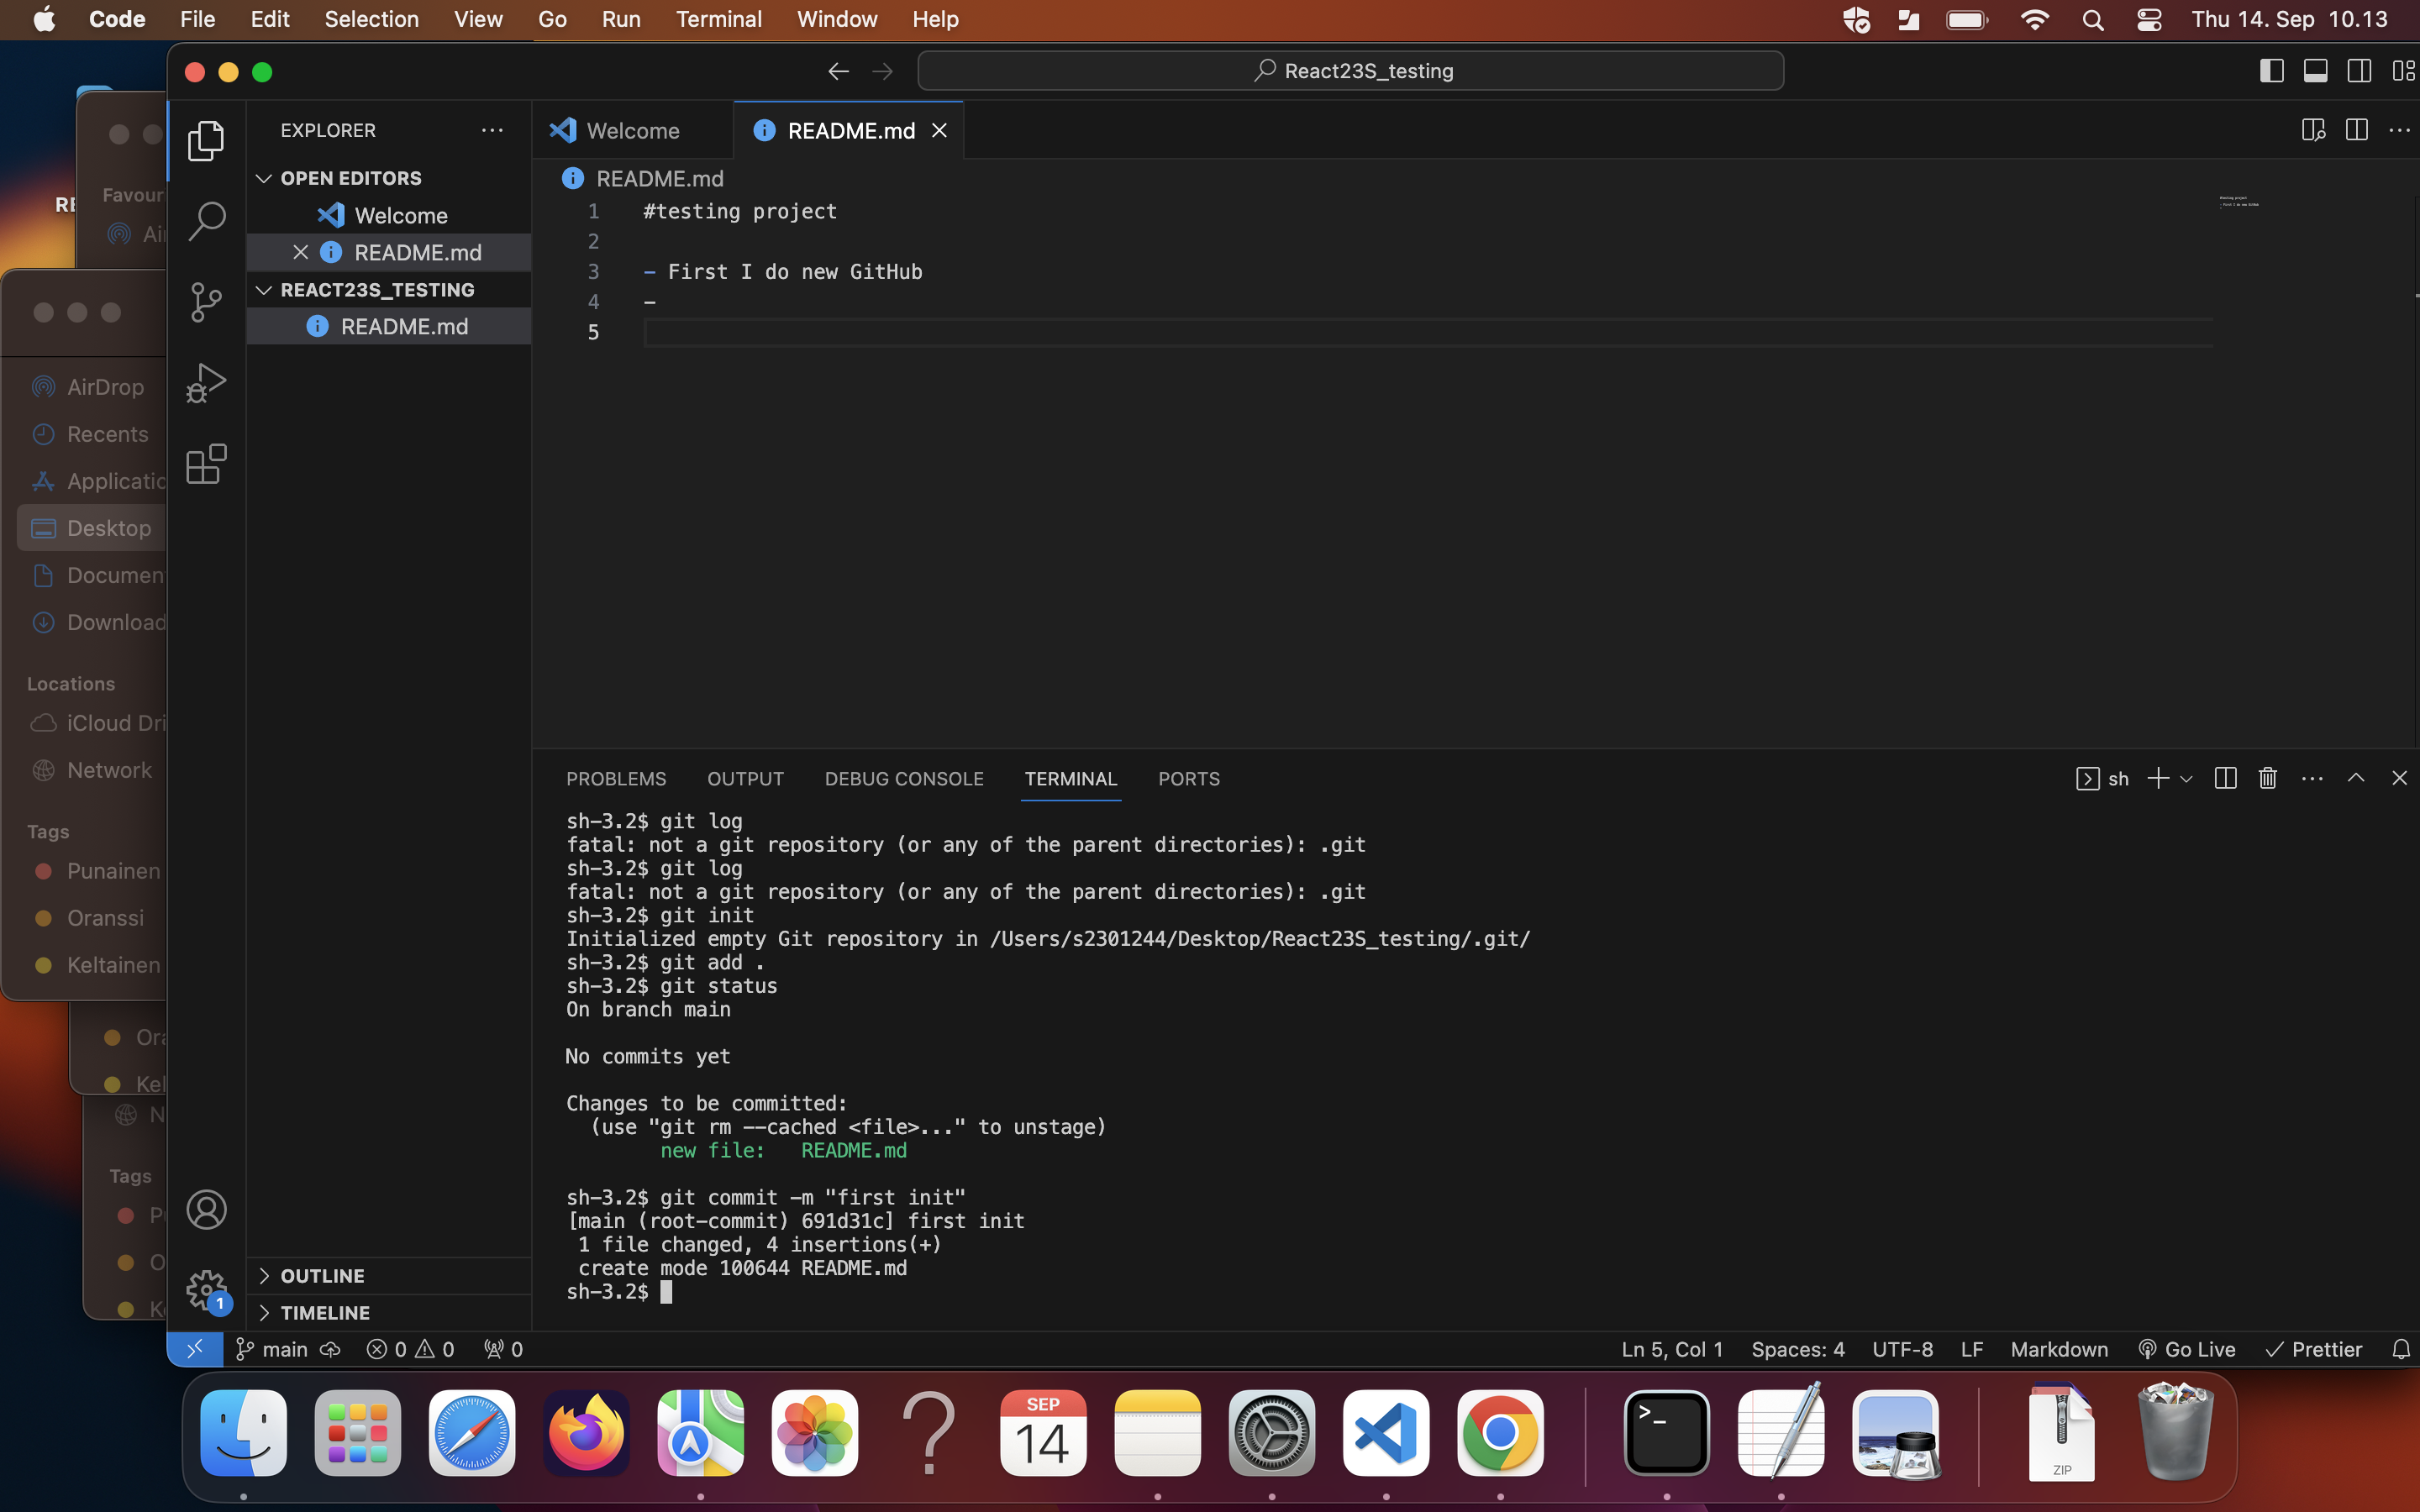 Code File Edit Selection View Go Run Terminal Window Help Thu 14. Sep 10.13
React23S_testing
Favour
AirDrop
Recents
Applicatic
Desktop
Documen
Download
Locations
iCloud Dri
Network
Tags
Punainen
Oranssi
Keltainen
Tags
EXPLORER
OPEN EDITORS
Welcome
README.md
REACT23S_TESTING
README.md
OUTLINE
TIMELINE
Welcome README.md
README.md
1 #testing project
2
3 - First I do new GitHub
4 -
5
PROBLEMS OUTPUT DEBUG CONSOLE TERMINAL PORTS sh
sh-3.2$ git log
fatal: not a git repository (or any of the parent directories): .git
sh-3.2$ git log
fatal: not a git repository (or any of the parent directories): .git
sh-3.2$ git init
Initialized empty Git repository in /Users/s2301244/Desktop/React23S_testing/.git/
sh-3.2$ git add .
sh-3.2$ git status
On branch main
No commits yet
Changes to be committed:
(use "git rm --cached <file>..." to unstage)
new file: README.md
sh-3.2$ git commit -m "first init"
[main (root-commit) 691d31c] first init
1 file changed, 4 insertions(+)
create mode 100644 README.md
sh-3.2$
1
main 0 0 0 Ln 5, Col 1 Spaces: 4 UTF-8 LF Markdown Go Live Prettier
SEP
14
ZIP